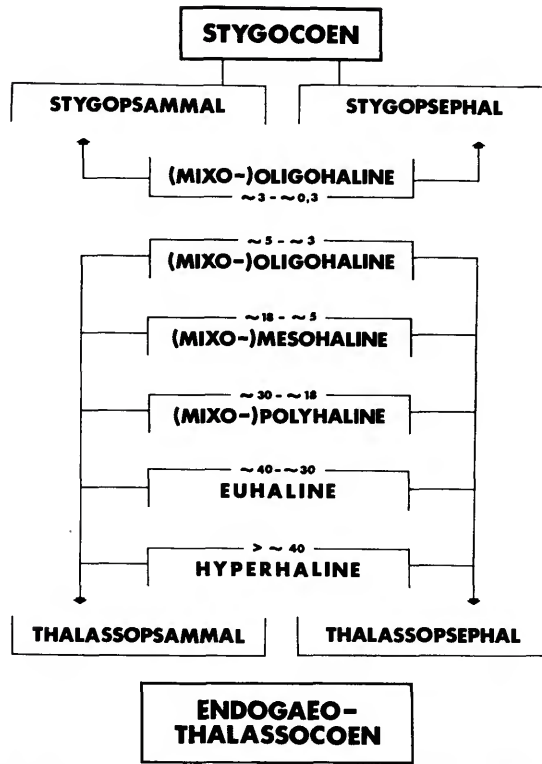 STYGOCOEN
STYGOPSAMMAL
STYGOPSEPHAL
(MIXO-)OLIGOHALINE
~3 - ~0,3
~5 - ~3
(MIXO-)OLIGOHALINE
~18 - ~5
(MIXO-)MESOHALINE
~30 - ~18
(MIXO-)POLYHALINE
~40 - ~30
EUHALINE
> ~ 40
HYPERHALINE
THALASSOPSAMMAL
THALASSOPSEPHAL
ENDOGAEO-
THALASSOCOEN